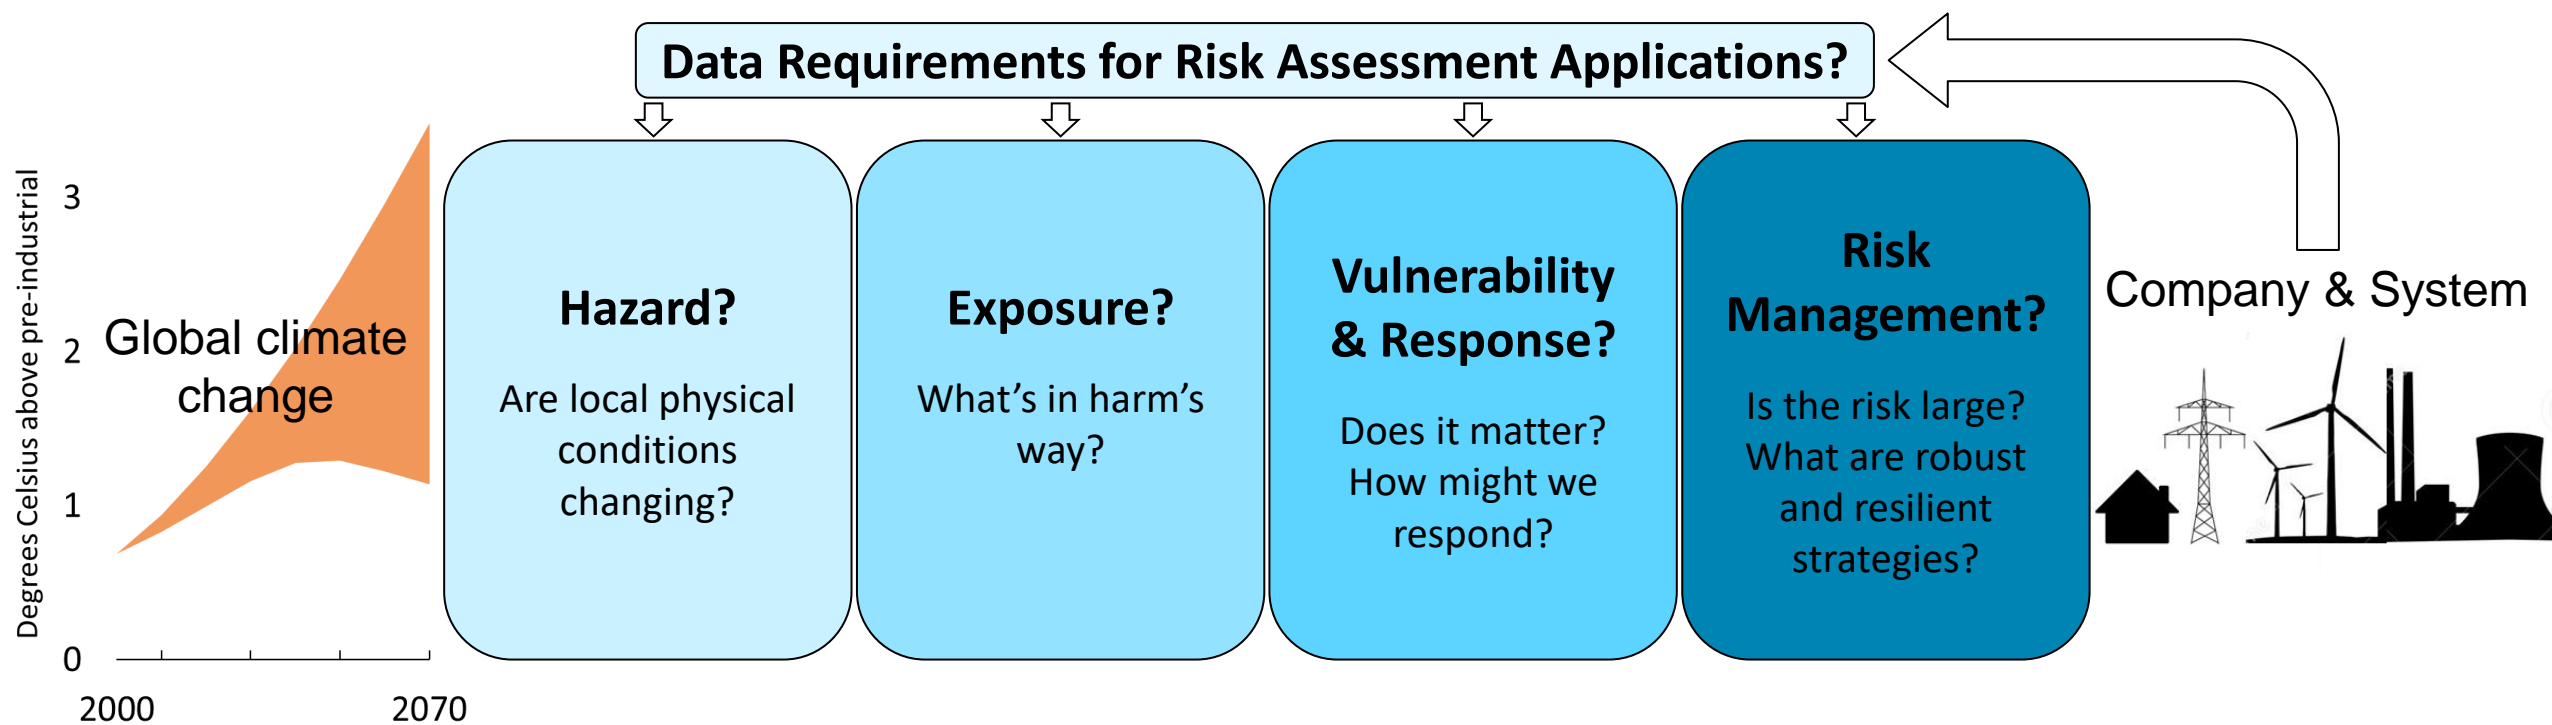 Data Requirements for Risk Assessment Applications?
Degrees Celsius above pre-industrial
3
2
1
0
2000
2070
Global climate
change
Hazard?
Are local physical
conditions
changing?
Exposure?
What’s in harm’s
way?
Vulnerability
& Response?
Does it matter?
How might we
respond?
Risk
Management?
Is the risk large?
What are robust
and resilient
strategies?
Company & System